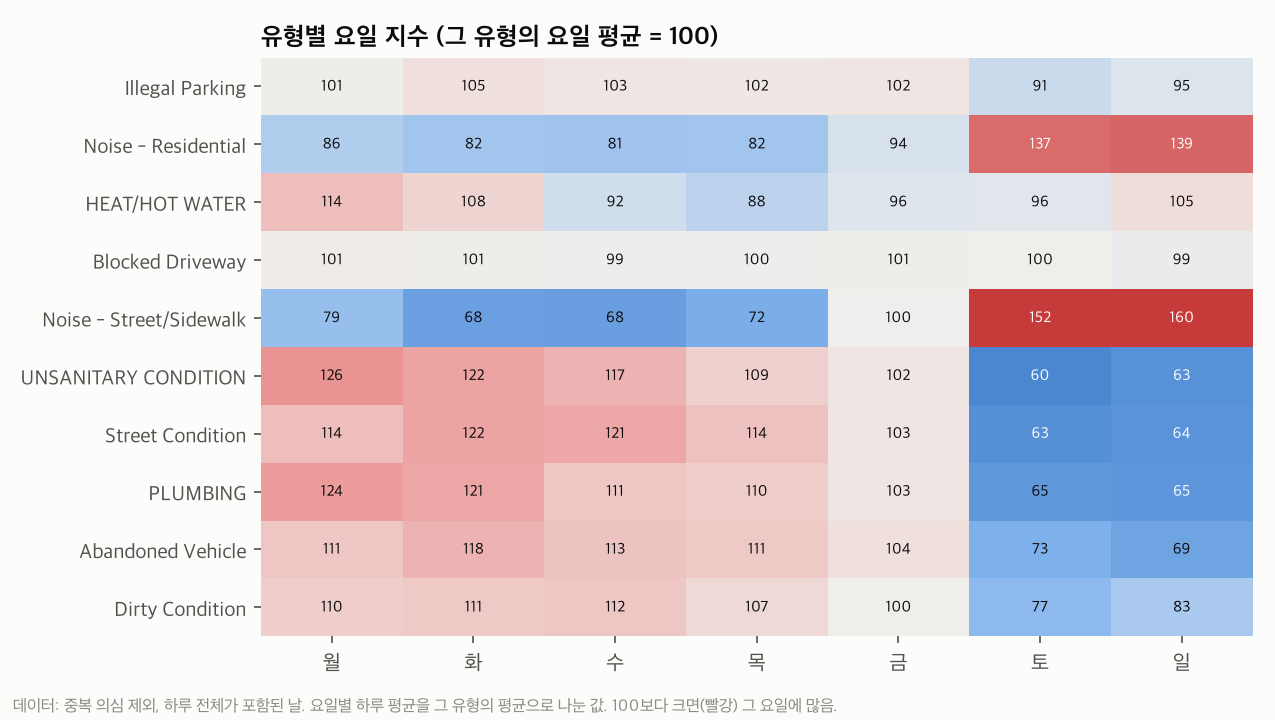 유형별 요일 지수 (그 유형의 요일 평균 = 100)
Illegal Parking 101 105 103 102 102 91 95
Noise - Residential 86 82 81 82 94 137 139
HEAT/HOT WATER 114 108 92 88 96 96 105
Blocked Driveway 101 101 99 100 101 100 99
Noise - Street/Sidewalk 79 68 68 72 100 152 160
UNSANITARY CONDITION 126 122 117 109 102 60 63
Street Condition 114 122 121 114 103 63 64
PLUMBING 124 121 111 110 103 65 65
Abandoned Vehicle 111 118 113 111 104 73 69
Dirty Condition 110 111 112 107 100 77 83
월 화 수 목 금 토 일
데이터: 중복 의심 제외, 하루 전체가 포함된 날. 요일별 하루 평균을 그 유형의 평균으로 나눈 값. 100보다 크면(빨강) 그 요일에 많음.